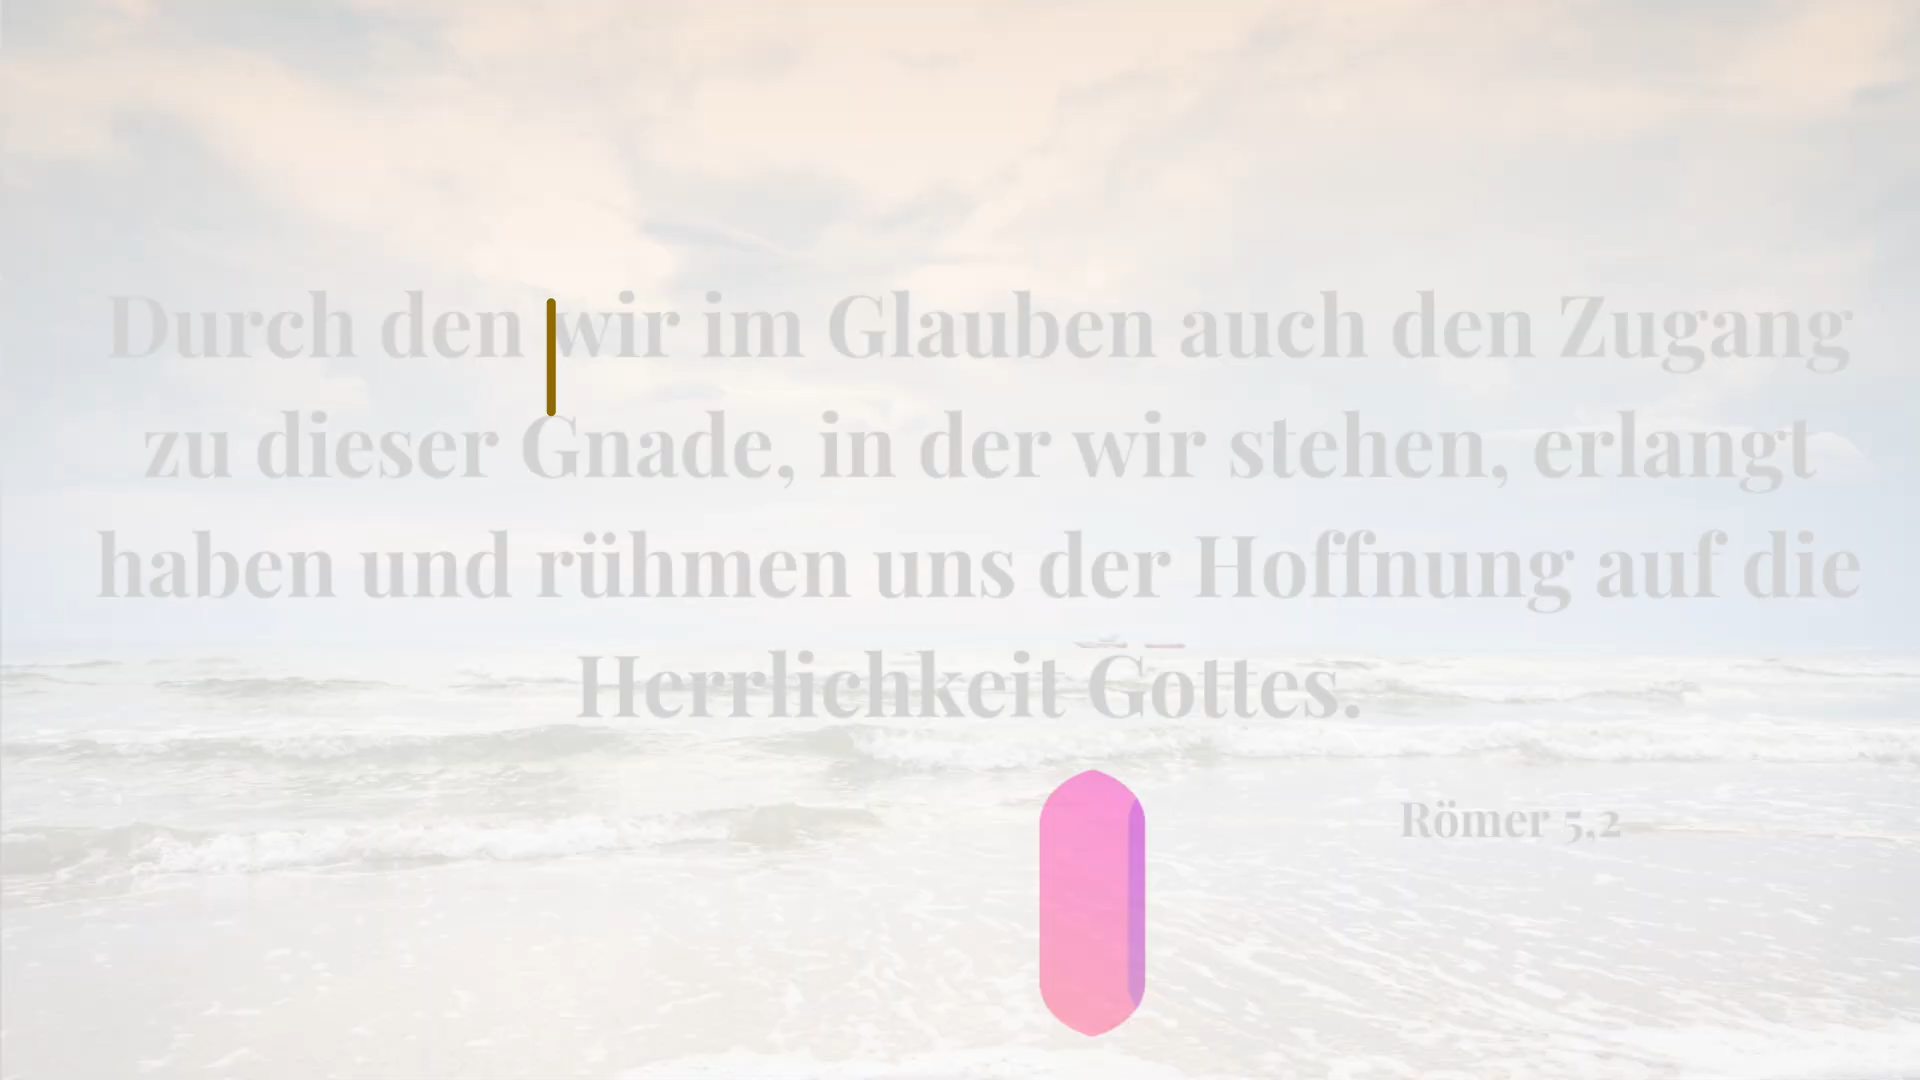 Durch den wir im Glauben auch den Zugang
zu dieser Gnade, in der wir stehen, erlangt
haben und rühmen uns der Hoffnung auf die
Herrlichkeit Gottes.
Römer 5,2